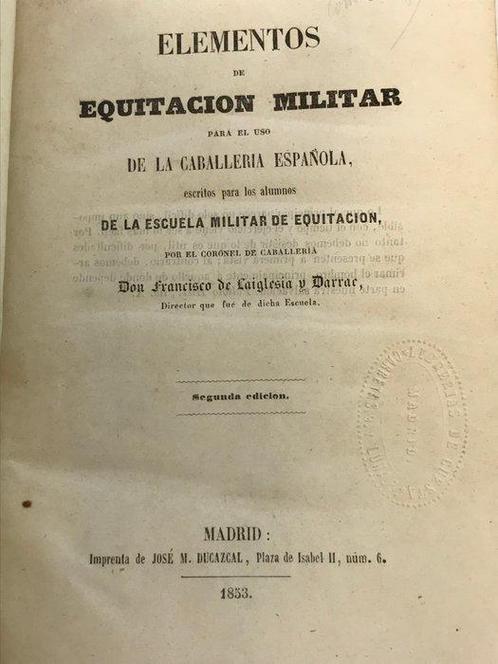 ELEMENTOS
DE
EQUITACION MILITAR
PARA EL USO
DE LA CABALLERIA ESPAÑOLA,
escritos para los alumnos
DE LA ESCUELA MILITAR DE EQUITACION,
POR EL CORONEL DE CABALLERÍA
Don Francisco de Laiglesia y Darrac,
Director que fué de dicha Escuela.
Segunda edicion.
MADRID:
Imprenta de JOSÉ M. DUCAZCAL, Plaza de Isabel II, núm. 6.
1853.